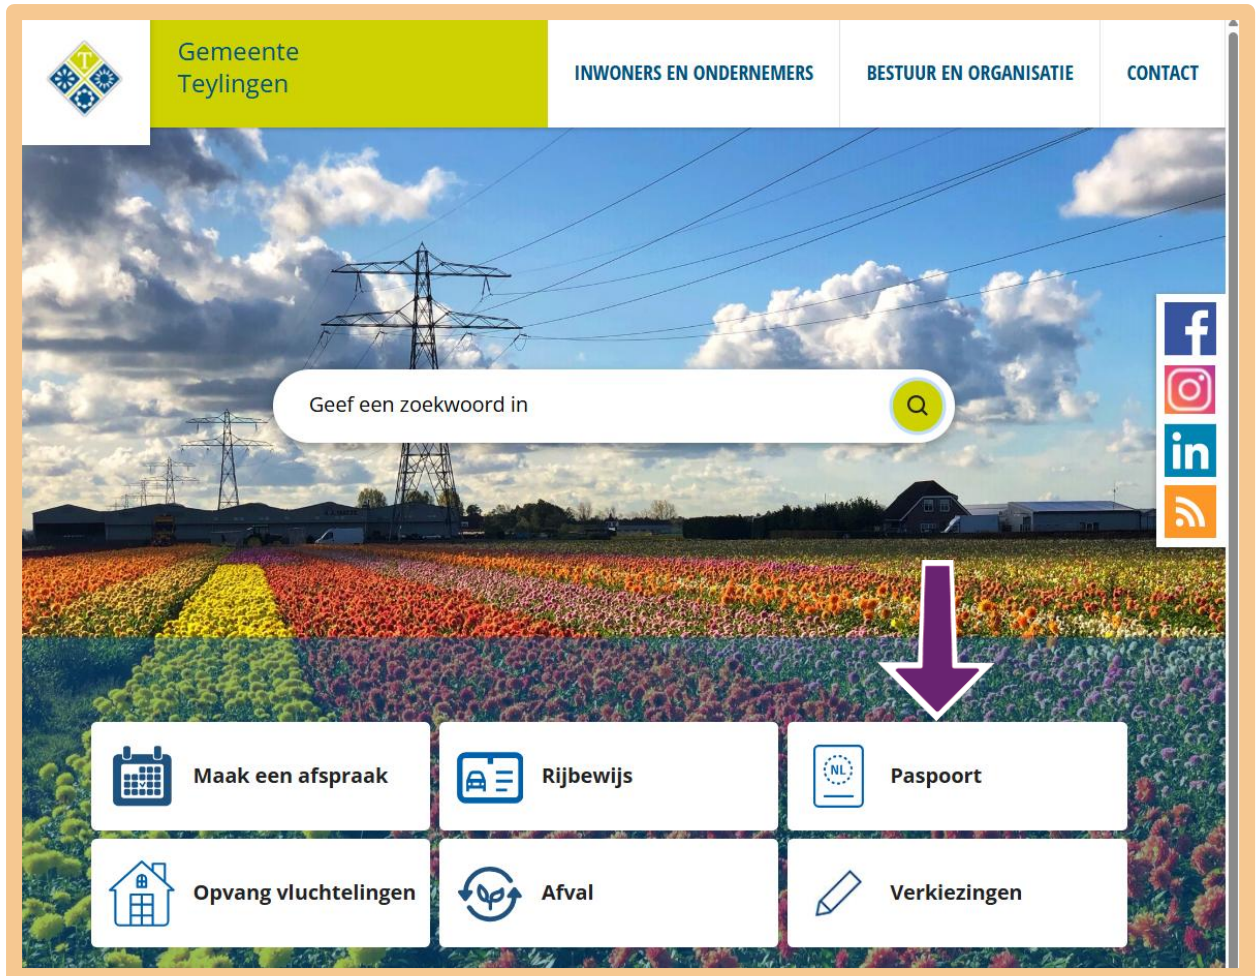 Gemeente
Teylingen
INWONERS EN ONDERNEMERS
BESTUUR EN ORGANISATIE
CONTACT
Geef een zoekwoord in
Maak een afspraak
Rijbewijs
NL
Paspoort
Opvang vluchtelingen
Afval
Verkiezingen